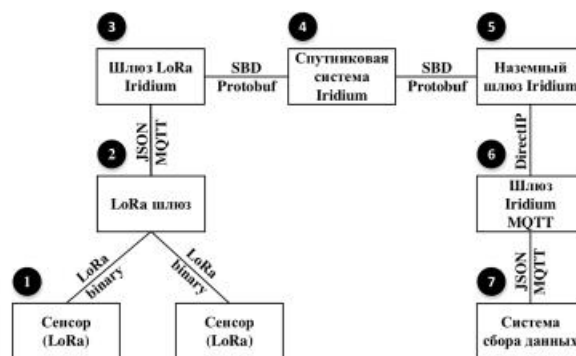 3
4
5
Шлюз LoRa
Iridium
SBD
Protobuf
Спутниковая
система
Iridium
SBD
Protobuf
Наземный
шлюз Iridium
JSON
MQTT
DirectIP
2
6
LoRa шлюз
Шлюз
Iridium
MQTT
LoRa
binary
LoRa
binary
JSON
MQTT
1
7
Сенсор
(LoRa)
Сенсор
(LoRa)
Система
сбора данных